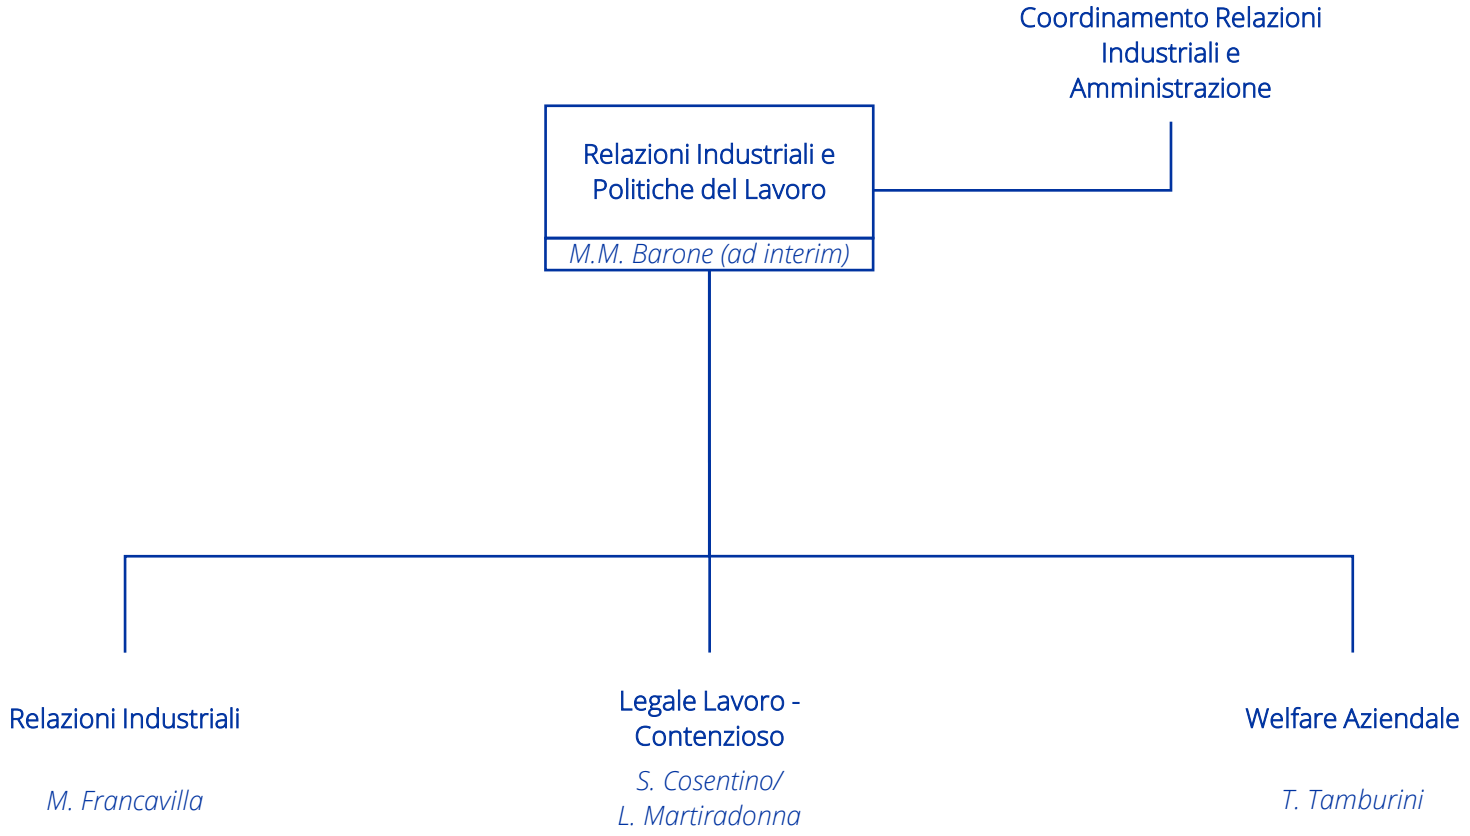 Coordinamento Relazioni
Industriali e
Amministrazione
Relazioni Industriali e
Politiche del Lavoro
M.M. Barone (ad interim)
Relazioni Industriali
M. Francavilla
Legale Lavoro -
Contenzioso
S. Cosentino/
L. Martiradonna
Welfare Aziendale
T. Tamburini